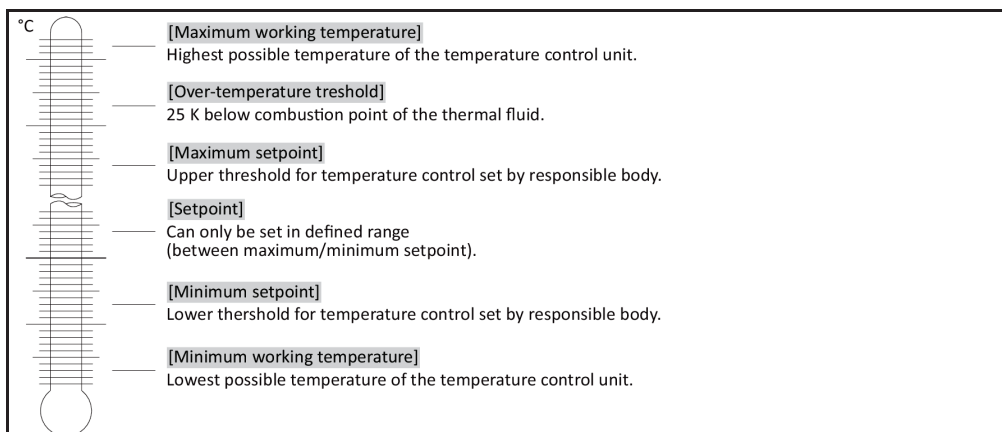 °C
[Maximum working temperature]
Highest possible temperature of the temperature control unit.
[Over-temperature treshold]
25 K below combustion point of the thermal fluid.
[Maximum setpoint]
Upper threshold for temperature control set by responsible body.
[Setpoint]
Can only be set in defined range
(between maximum/minimum setpoint).
[Minimum setpoint]
Lower thershold for temperature control set by responsible body.
[Minimum working temperature]
Lowest possible temperature of the temperature control unit.